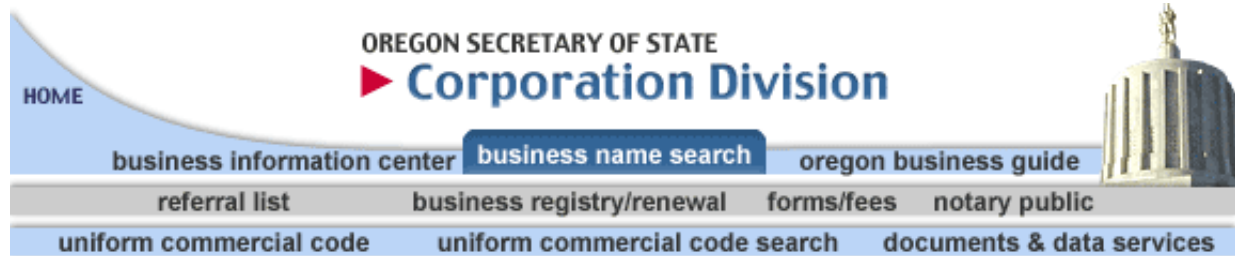 OREGON SECRETARY OF STATE
Corporation Division
HOME
business information center business name search oregon business guide
referral list business registry/renewal forms/fees notary public
uniform commercial code uniform commercial code search documents & data services